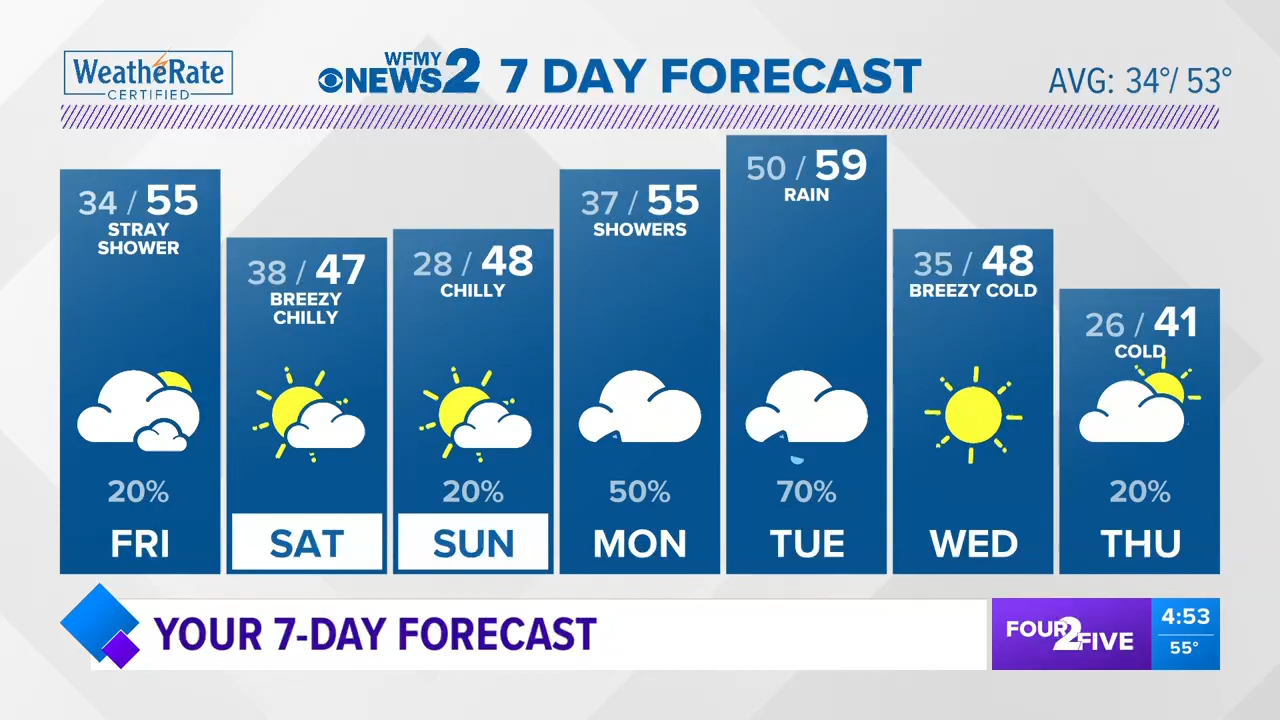 WeatheRate
CERTIFIED
WFMY
NEWS 2
7 DAY FORECAST
AVG: 34°/ 53°
34 / 55
STRAY
SHOWER
20%
FRI
38 / 47
BREEZY
CHILLY
SAT
28 / 48
CHILLY
20%
SUN
37 / 55
SHOWERS
50%
MON
50 / 59
RAIN
70%
TUE
35 / 48
BREEZY COLD
WED
26 / 41
COLD
20%
THU
YOUR 7-DAY FORECAST
FOUR 2 FIVE
4:53
55°